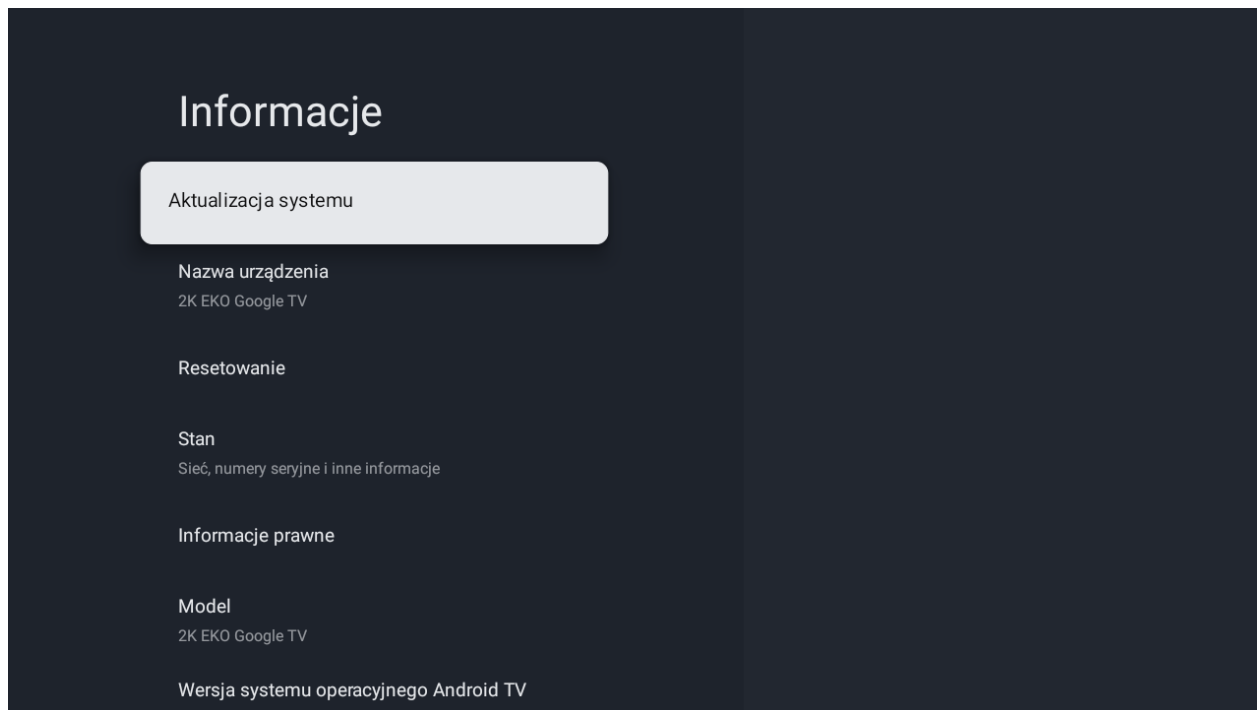 Informacje
Aktualizacja systemu
Nazwa urządzenia
2K EKO Google TV
Resetowanie
Stan
Sieć, numery seryjne i inne informacje
Informacje prawne
Model
2K EKO Google TV
Wersja systemu operacyjnego Android TV